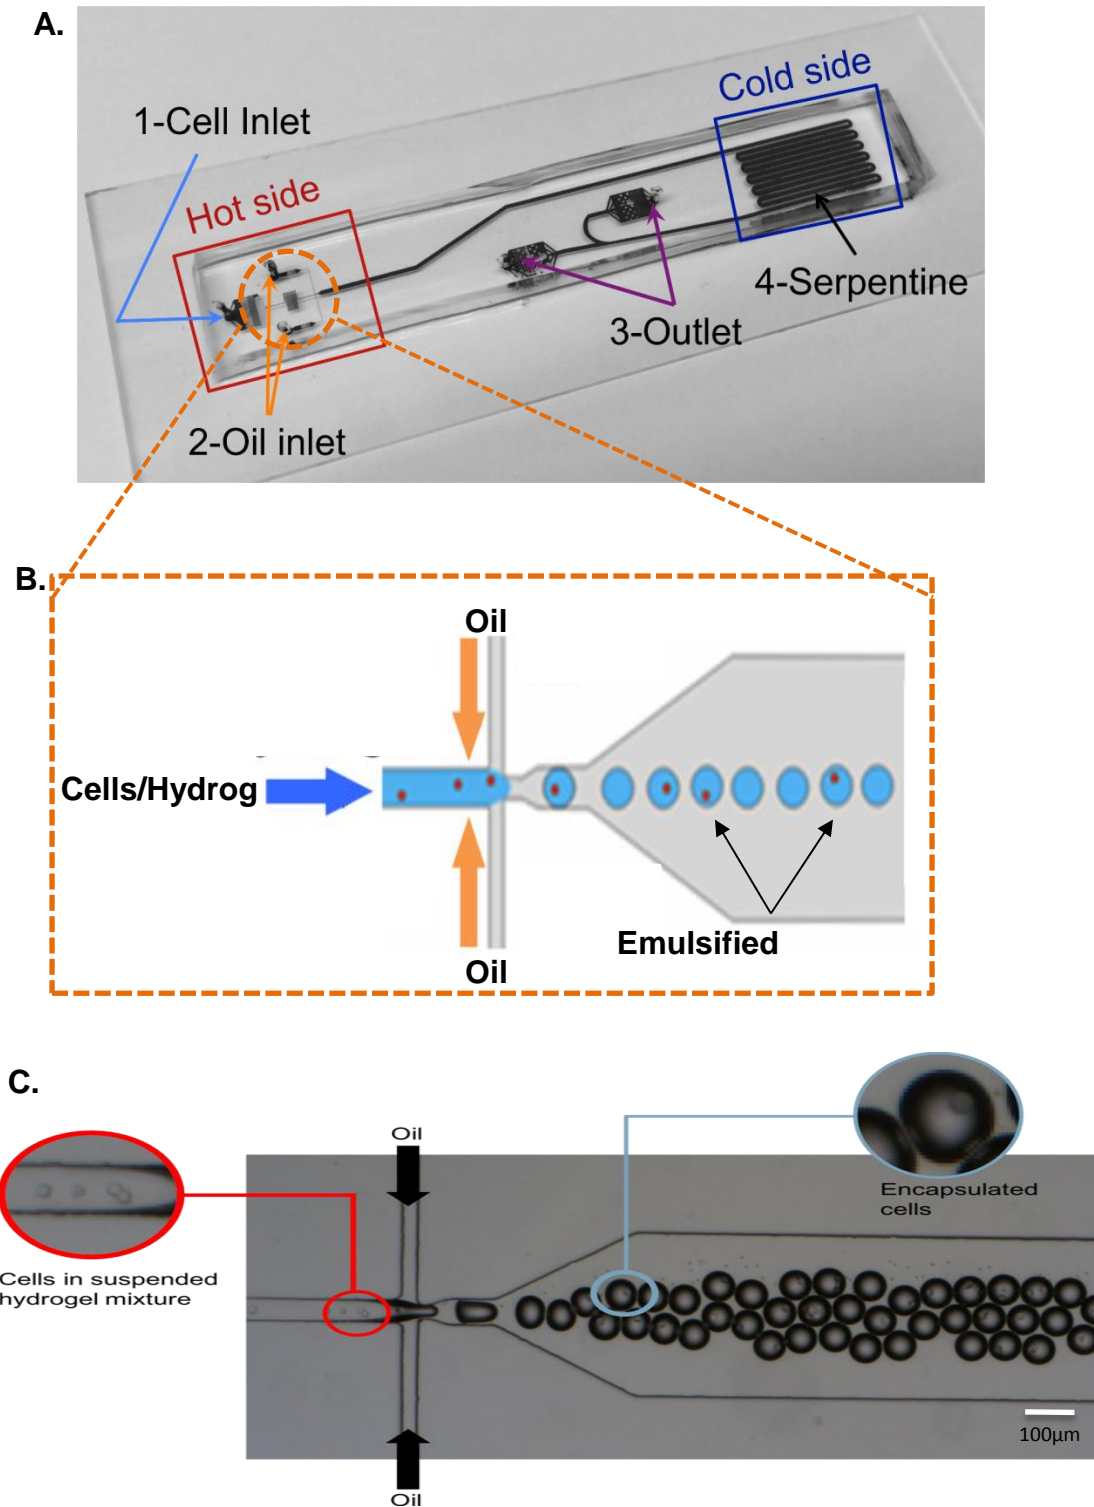 A.
1-Cell Inlet
Hot side
Cold side
4-Serpentine
3-Outlet
2-Oil inlet
B.
Oil
Cells/Hydrog
Emulsified
Oil
C.
Oil
Encapsulated
cells
Cells in suspended
hydrogel mixture
100µm
Oil